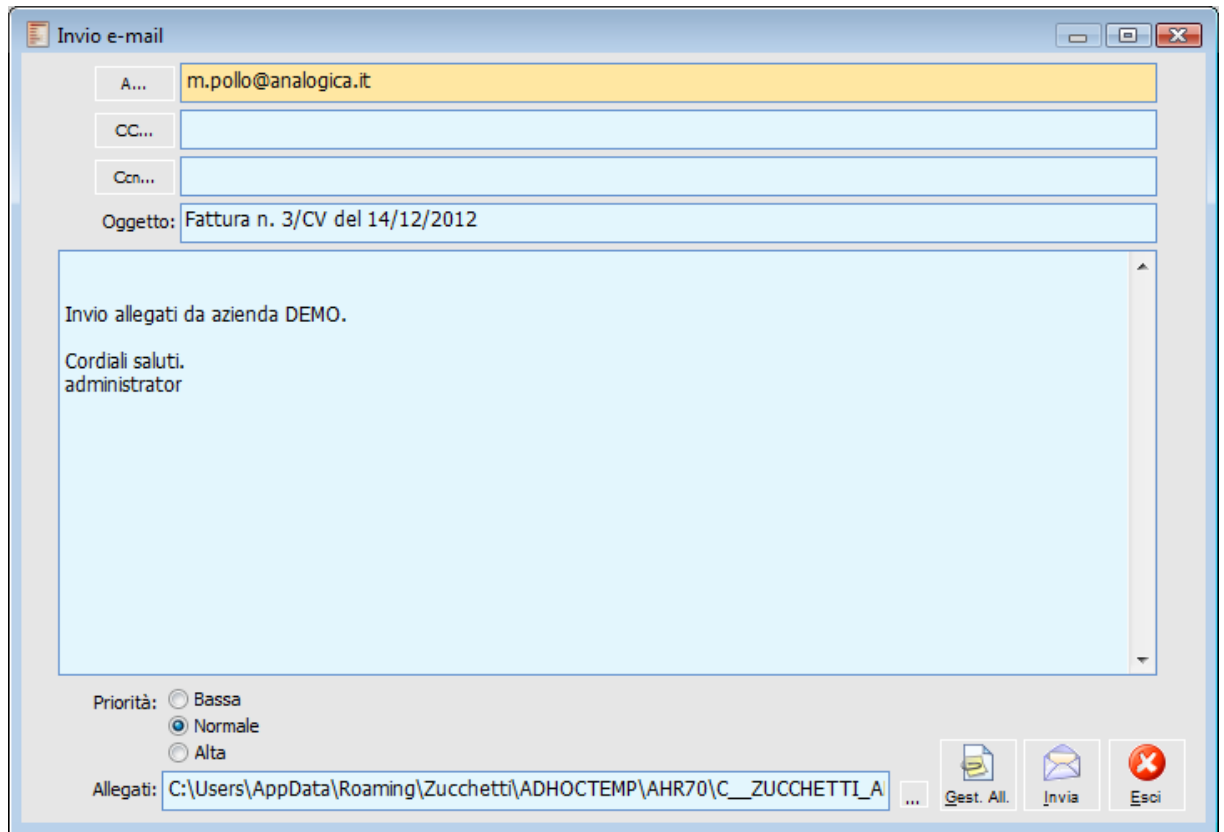 Invio e-mail
A... m.pollo@analogica.it
CC...
Ccn...
Oggetto: Fattura n. 3/CV del 14/12/2012
Invio allegati da azienda DEMO.
Cordiali saluti.
administrator
Priorità: Bassa
Normale
Alta
Allegati: C:\Users\AppData\Roaming\Zucchetti\ADHOCTEMP\AHR70\C__ZUCCHETTI_A
... Gest. All. Invia Esci